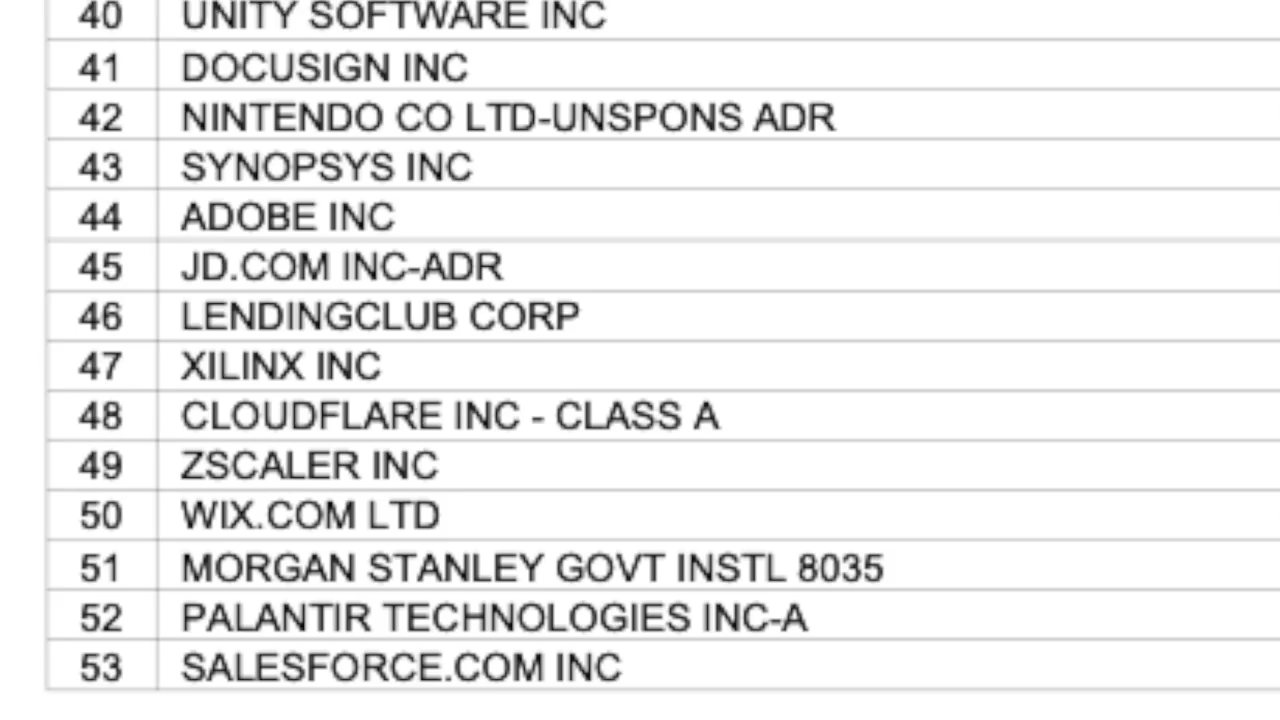 40 UNITY SOFTWARE INC
41 DOCUSIGN INC
42 NINTENDO CO LTD-UNSPONS ADR
43 SYNOPSYS INC
44 ADOBE INC
45 JD.COM INC-ADR
46 LENDINGCLUB CORP
47 XILINX INC
48 CLOUDFLARE INC - CLASS A
49 ZSCALER INC
50 WIX.COM LTD
51 MORGAN STANLEY GOVT INSTL 8035
52 PALANTIR TECHNOLOGIES INC-A
53 SALESFORCE.COM INC